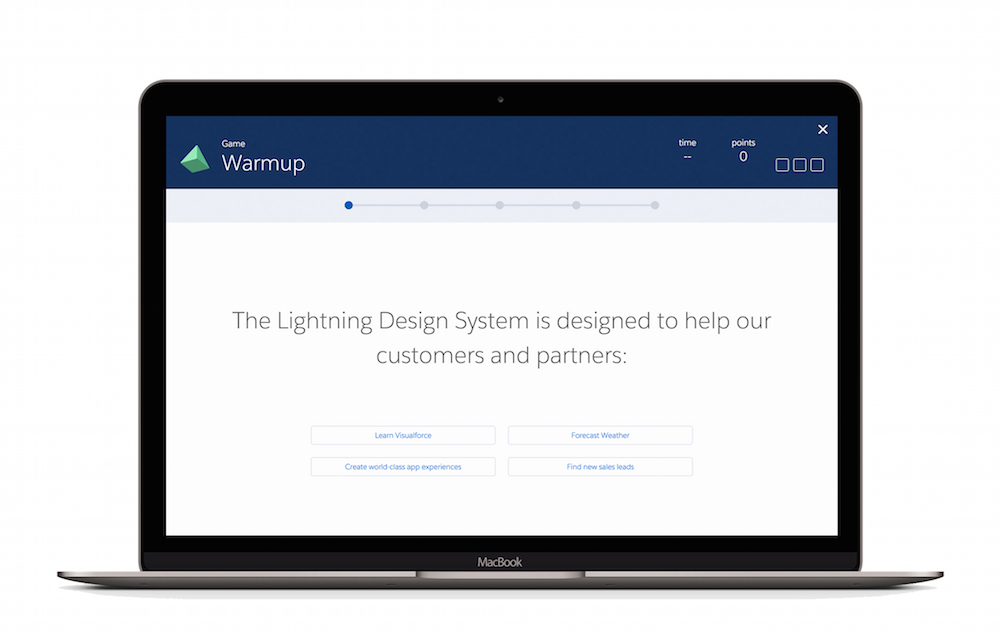 Game
Warmup
time
--
points
0
The Lightning Design System is designed to help our
customers and partners:
Learn Visualforce
Forecast Weather
Create world-class app experiences
Find new sales leads
MacBook